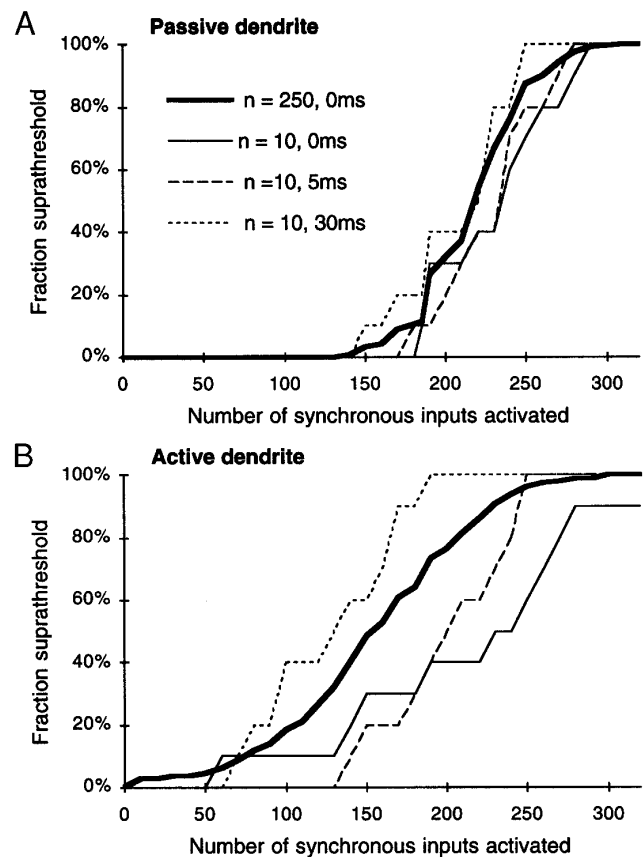 A Passive dendrite
100%
80%
60%
40%
20%
0%
Fraction suprathreshold
n = 250, 0ms
n = 10, 0ms
n =10, 5ms
n = 10, 30ms
0 50 100 150 200 250 300
Number of synchronous inputs activated
B Active dendrite
100%
80%
60%
40%
20%
0%
Fraction suprathreshold
0 50 100 150 200 250 300
Number of synchronous inputs activated